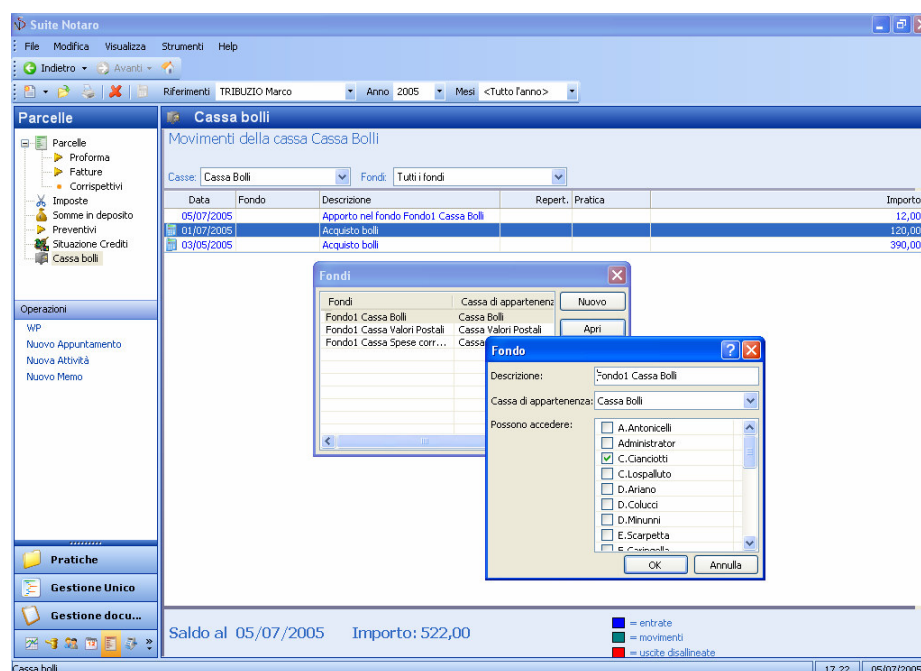 Suite Notaro
File Modifica Visualizza Strumenti Help
Indietro Avanti
Riferimenti TRIBUZIO Marco Anno 2005 Mesi <Tutto l'anno>
Parcelle
Parcelle
Proforma
Fatture
Corrispettivi
Imposte
Somme in deposito
Preventivi
Situazione Crediti
Cassa bolli
Operazioni
WP
Nuovo Appuntamento
Nuova Attività
Nuovo Memo
Pratiche
Gestione Unico
Gestione docu...
Cassa bolli
Movimenti della cassa Cassa Bolli
Casse: Cassa Bolli Fondi: Tutti i fondi
Data Fondo Descrizione Repert. Pratica Importo
05/07/2005 Apporto nel fondo Fondo1 Cassa Bolli 12,00
01/07/2005 Acquisto bolli 120,00
03/05/2005 Acquisto bolli 390,00
Fondi
Fondi Cassa di appartenenz
Fondo1 Cassa Bolli Cassa Bolli
Fondo1 Cassa Valori Postali Cassa Valori Postali
Fondo1 Cassa Spese corr... Cassa
Nuovo
Apri
Fondo
Descrizione: Fondo1 Cassa Bolli
Cassa di appartenenza: Cassa Bolli
Possono accedere:
A.Antonicelli
Administrator
C.Cianciotti
C.Lospalluto
D.Ariano
D.Colucci
D.Minunni
E.Scarpetta
OK Annulla
Saldo al 05/07/2005 Importo: 522,00
= entrate
= movimenti
= uscite disallineate
Cassa bolli 17.22 05/07/2005